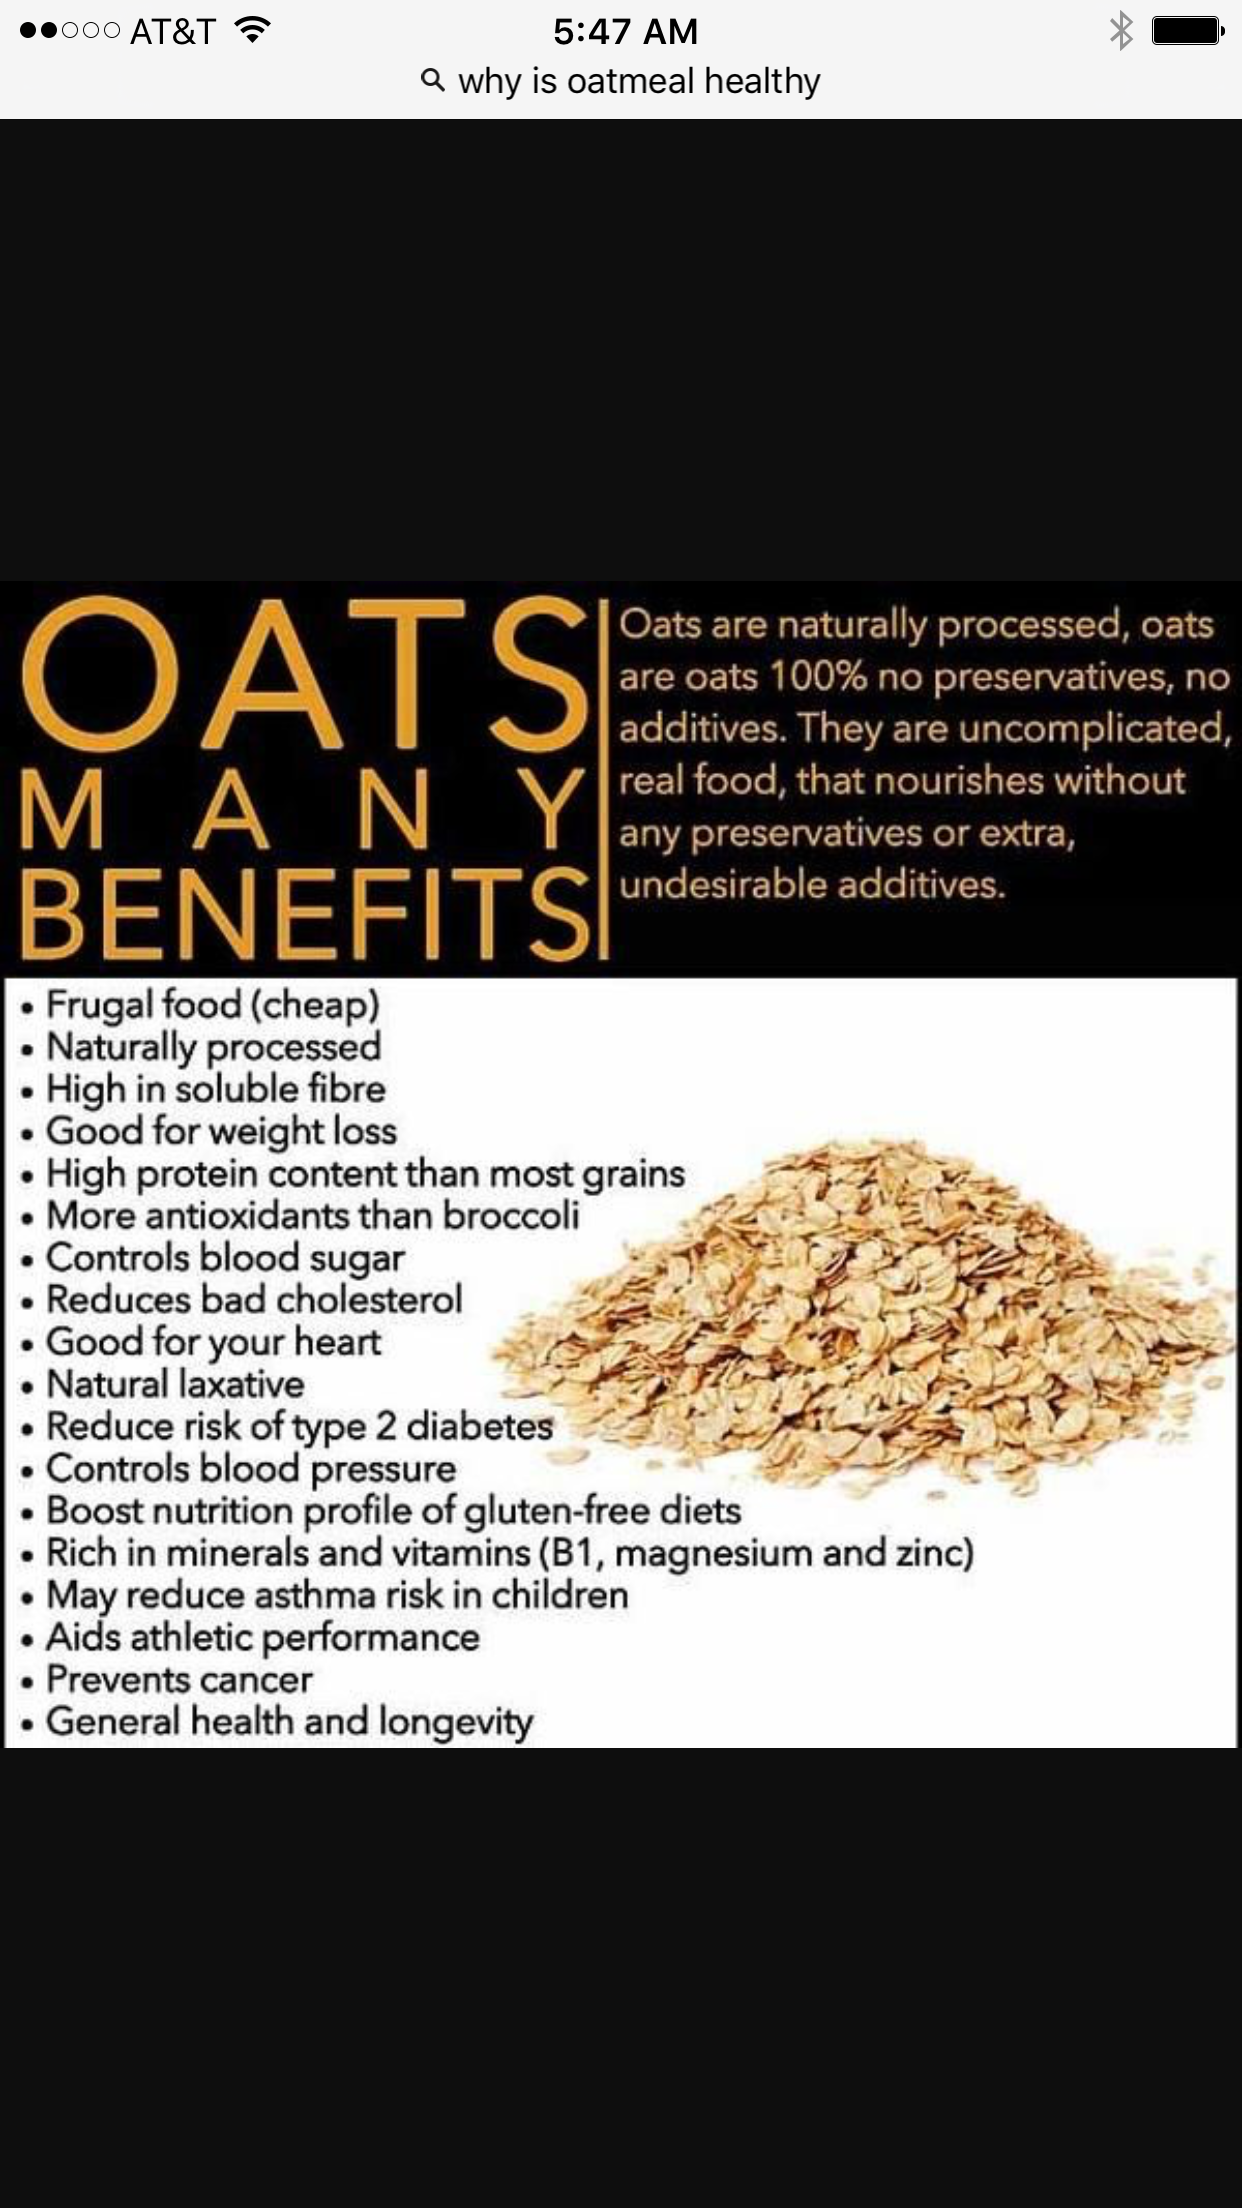 AT&T
5:47 AM
why is oatmeal healthy
OATS
MANY
BENEFITS
Oats are naturally processed, oats
are oats 100% no preservatives, no
additives. They are uncomplicated,
real food, that nourishes without
any preservatives or extra,
undesirable additives.
• Frugal food (cheap)
• Naturally processed
• High in soluble fibre
• Good for weight loss
• High protein content than most grains
• More antioxidants than broccoli
• Controls blood sugar
• Reduces bad cholesterol
• Good for your heart
• Natural laxative
• Reduce risk of type 2 diabetes
• Controls blood pressure
• Boost nutrition profile of gluten-free diets
• Rich in minerals and vitamins (B1, magnesium and zinc)
• May reduce asthma risk in children
• Aids athletic performance
• Prevents cancer
• General health and longevity